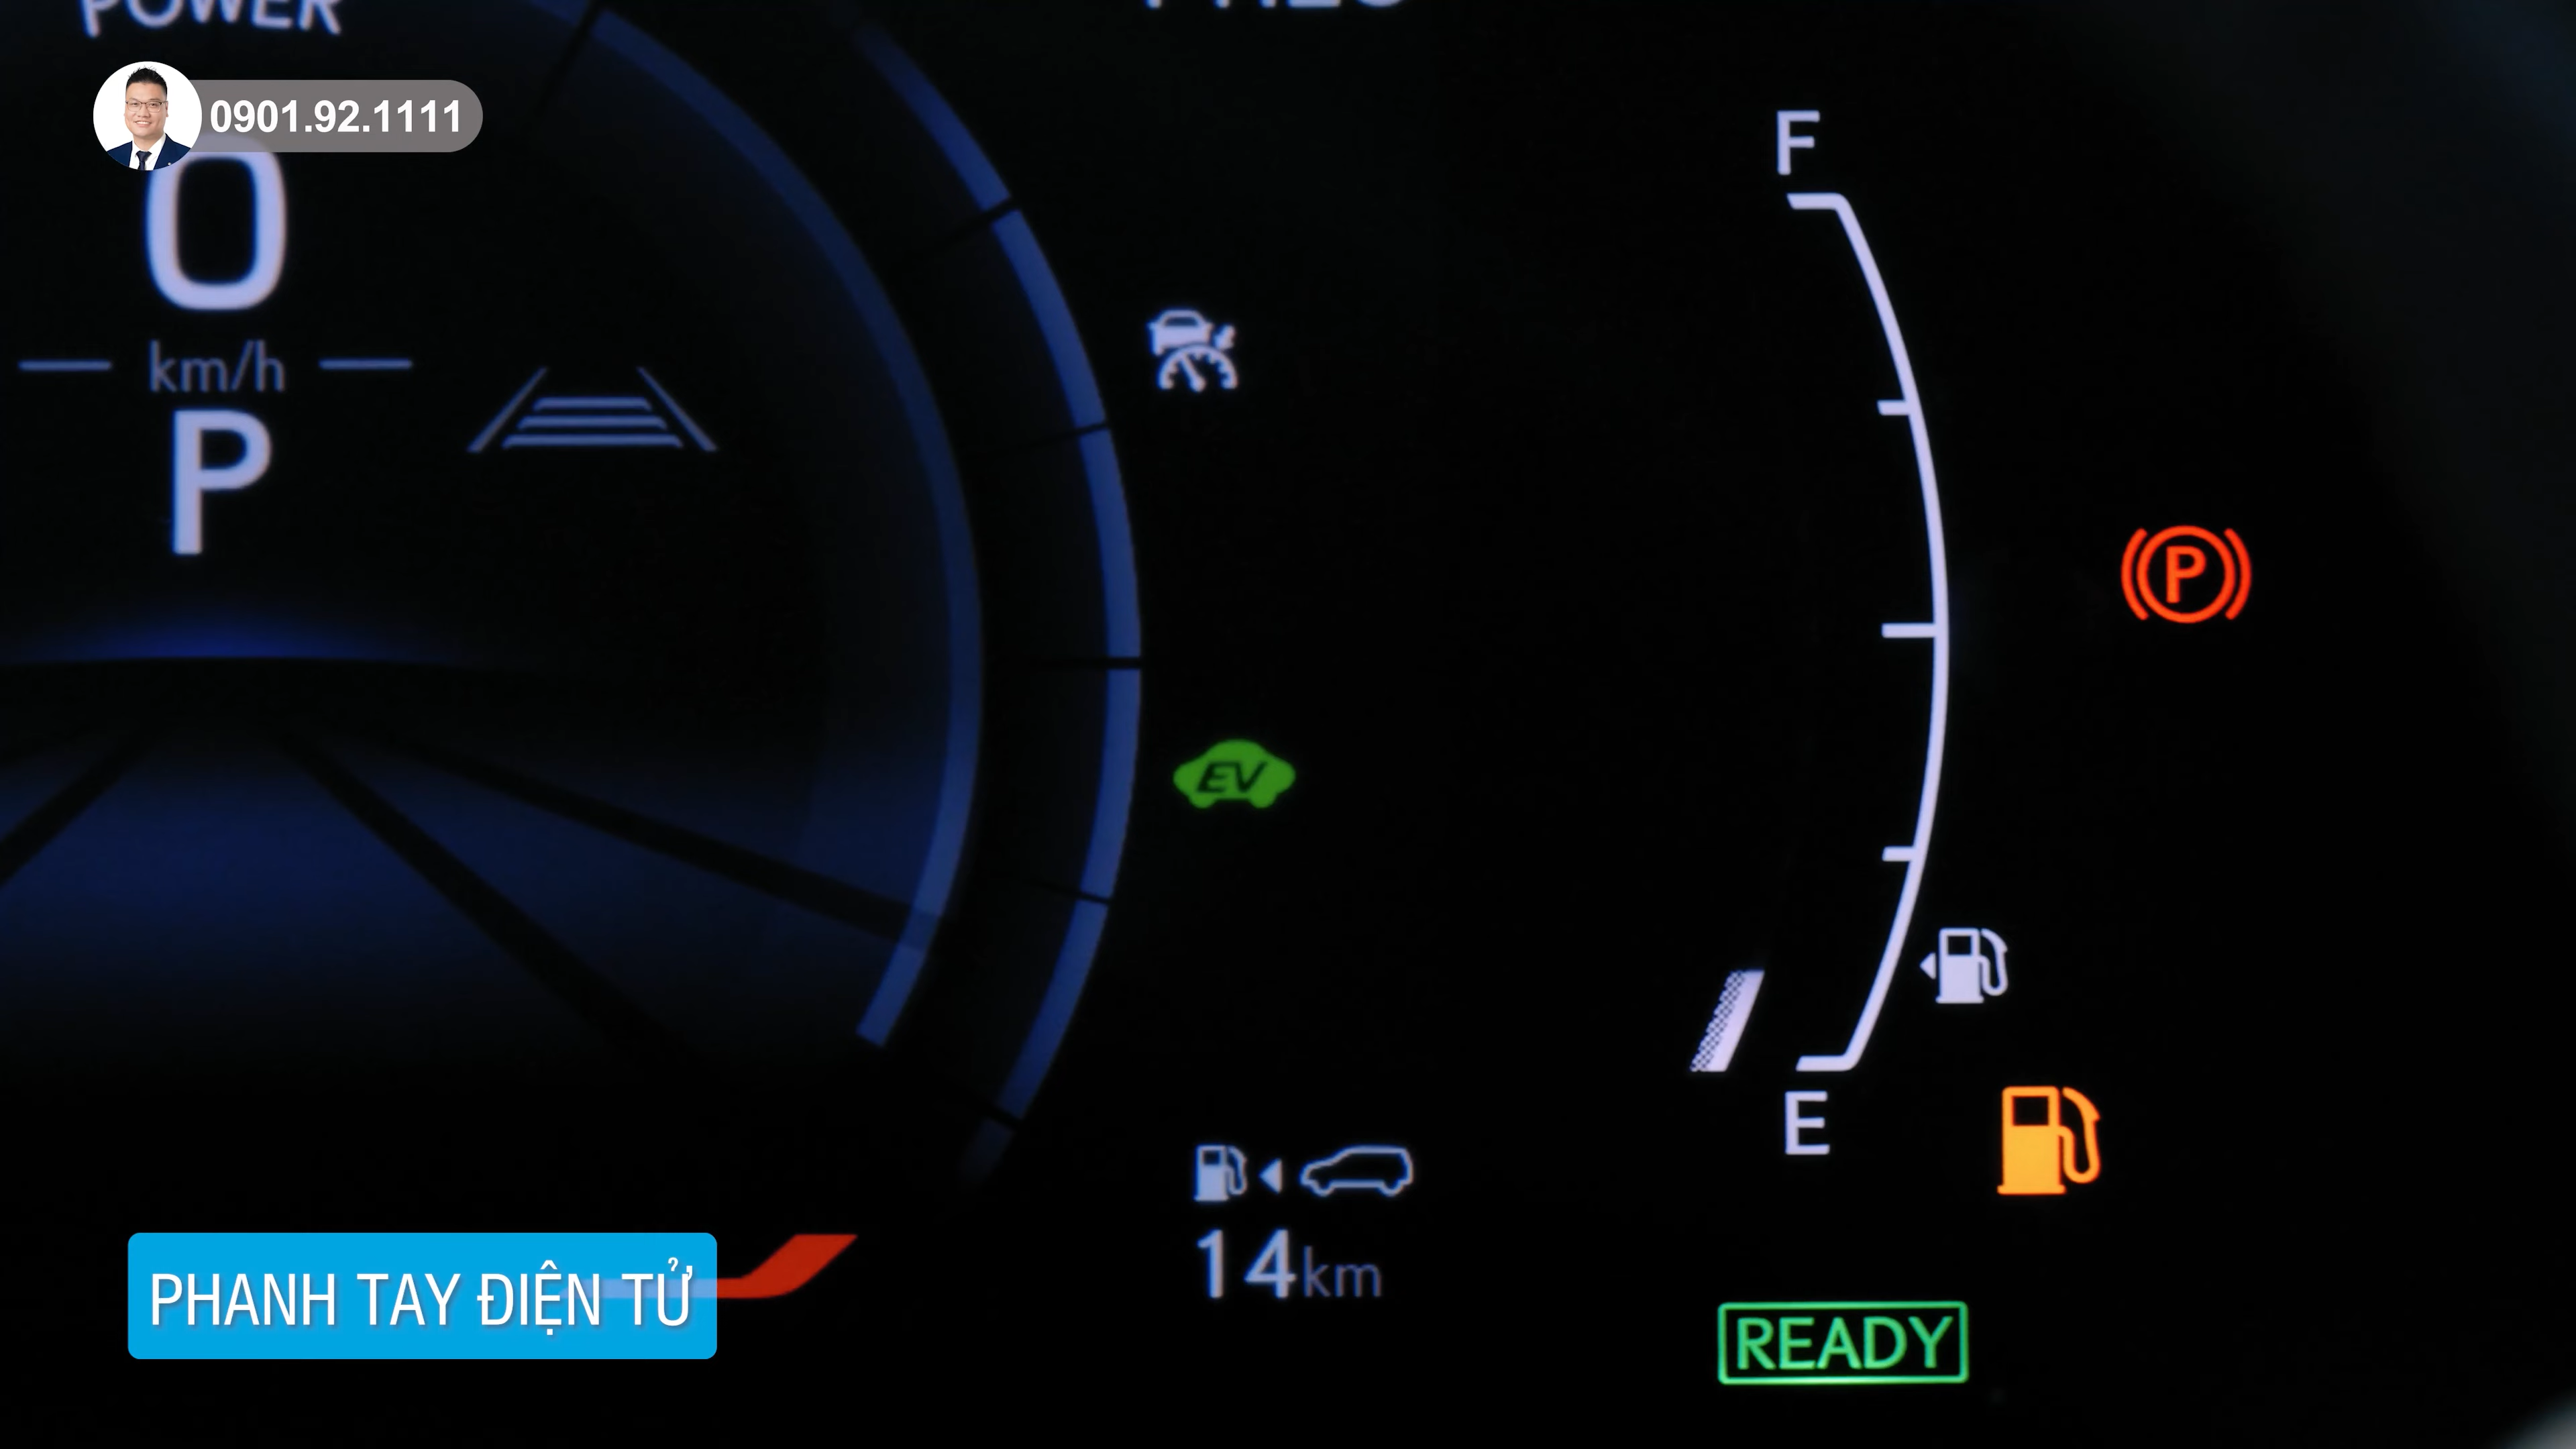 POWER
0901.92.1111
0
km/h
P
F
P
EV
E
14km
PHANH TAY ĐIỆN TỬ
READY